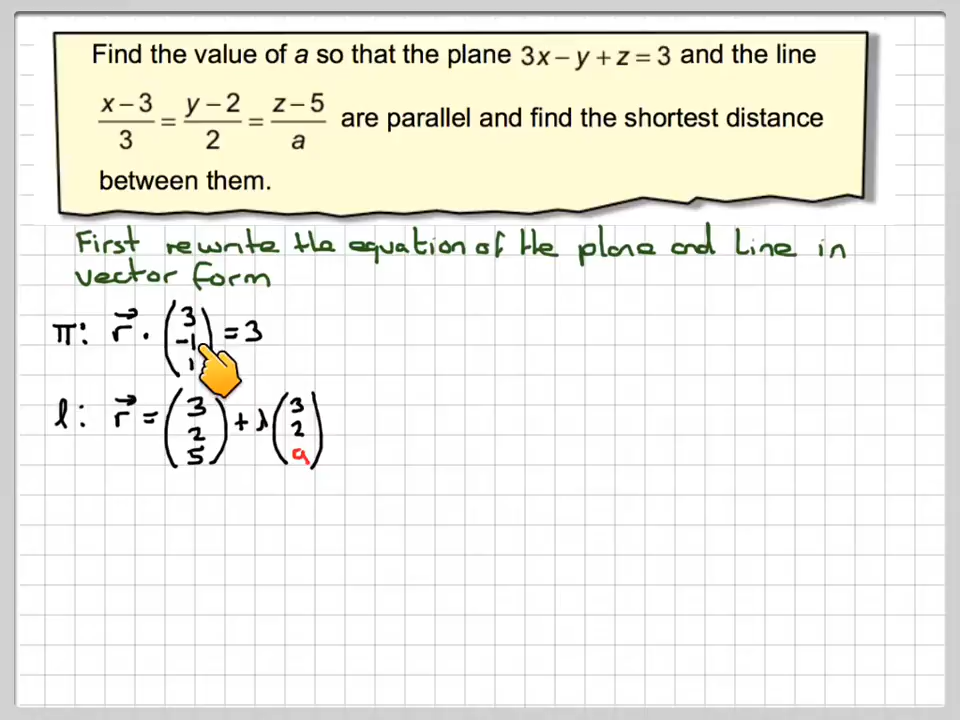 Find the value of a so that the plane 3x − y + z = 3 and the line
x − 3 / 3 = y − 2 / 2 = z − 5 / a are parallel and find the shortest distance
between them.
First rewrite the equation of the plane and Line in
vector form
π: r⃗ · (3 −1 1) = 3
l: r⃗ = (3 2 5) + λ (3 2 a)